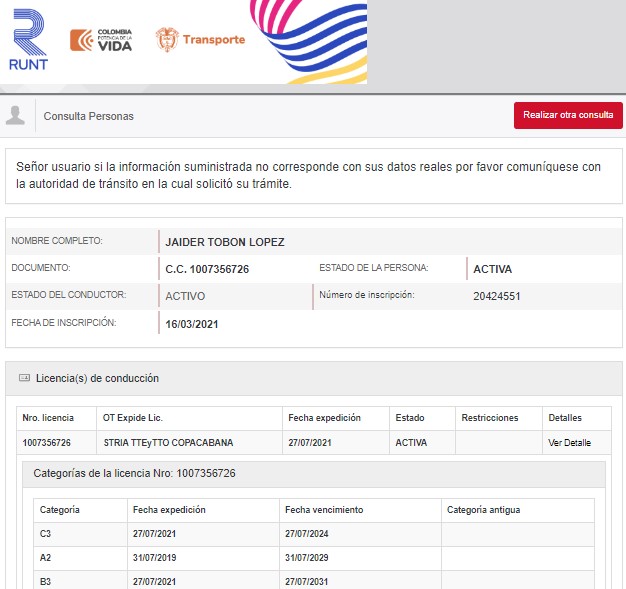 RUNT
COLOMBIA
POTENCIA DE LA
VIDA
Transporte
Consulta Personas
Realizar otra consulta
Señor usuario si la información suministrada no corresponde con sus datos reales por favor comuníquese con
la autoridad de tránsito en la cual solicitó su trámite.
NOMBRE COMPLETO: JAIDER TOBON LOPEZ
DOCUMENTO: C.C. 1007356726 ESTADO DE LA PERSONA: ACTIVA
ESTADO DEL CONDUCTOR: ACTIVO Número de inscripción: 20424551
FECHA DE INSCRIPCIÓN: 16/03/2021
Licencia(s) de conducción
Nro. licencia OT Expide Lic. Fecha expedición Estado Restricciones Detalles
1007356726 STRIA TTEyTTO COPACABANA 27/07/2021 ACTIVA Ver Detalle
Categorías de la licencia Nro: 1007356726
Categoría Fecha expedición Fecha vencimiento Categoría antigua
C3 27/07/2021 27/07/2024
A2 31/07/2019 31/07/2029
B3 27/07/2021 27/07/2031